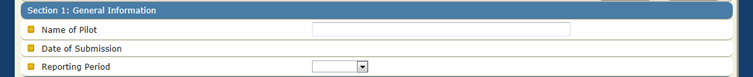 Section 1: General Information
Name of Pilot
Date of Submission
Reporting Period